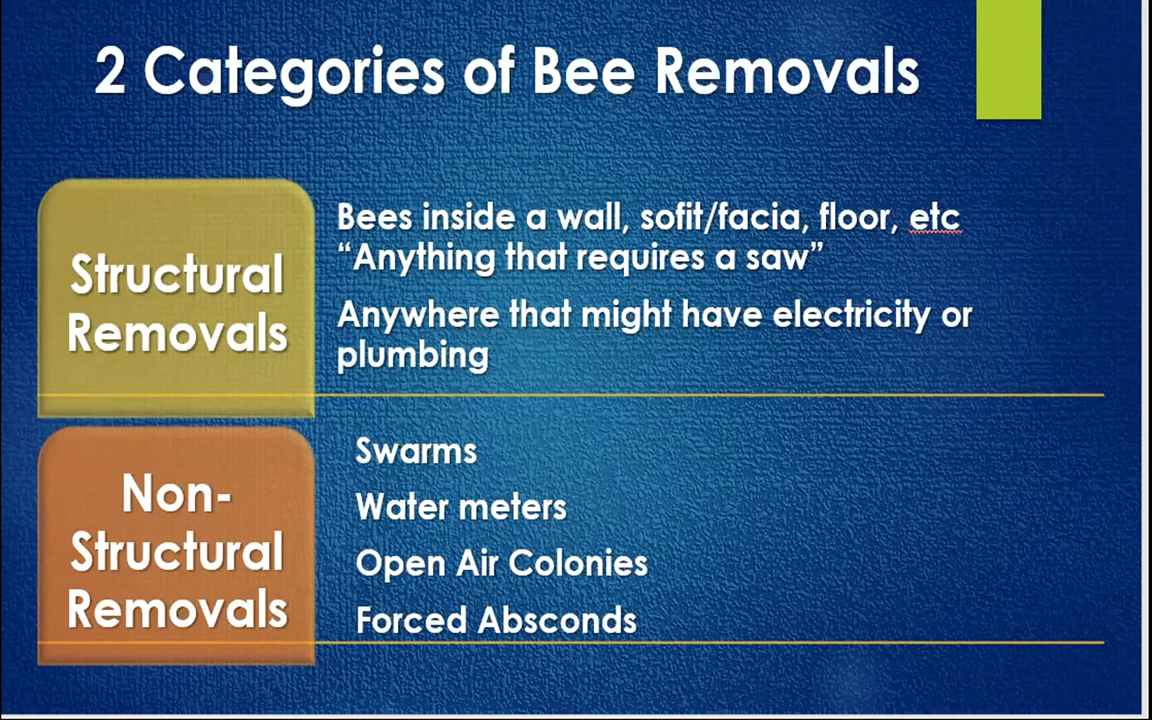 2 Categories of Bee Removals
Structural
Removals
Bees inside a wall, sofit/facia, floor, etc
“Anything that requires a saw”
Anywhere that might have electricity or
plumbing
Non-
Structural
Removals
Swarms
Water meters
Open Air Colonies
Forced Absconds